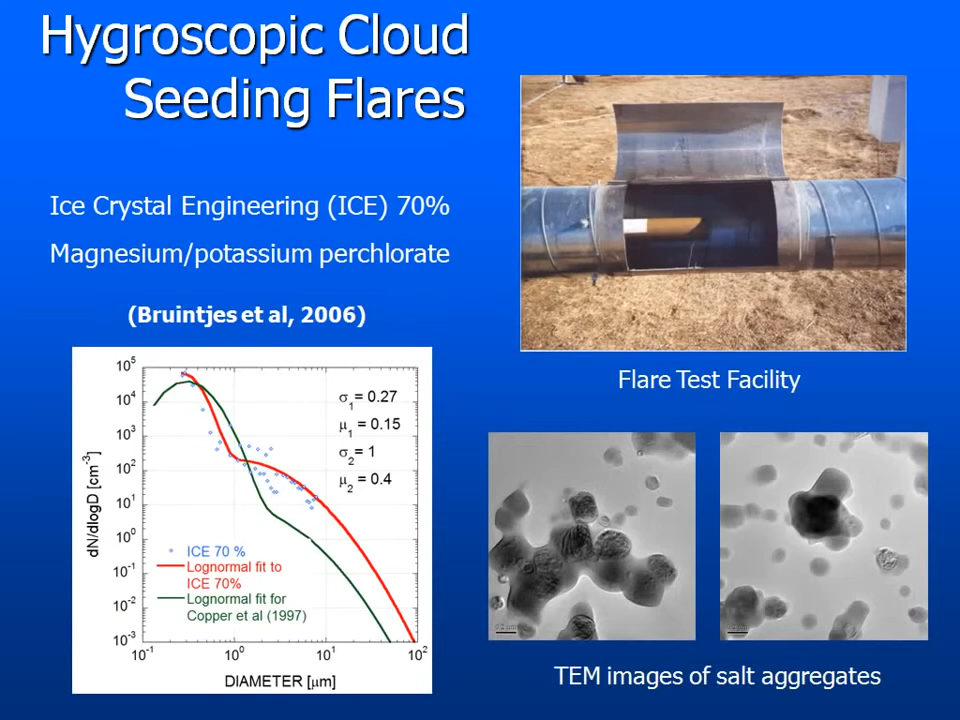 Hygroscopic Cloud
Seeding Flares
Ice Crystal Engineering (ICE) 70%
Magnesium/potassium perchlorate
(Bruintjes et al, 2006)
Flare Test Facility
10⁵
10⁴
10³
10²
10¹
10⁰
10⁻¹
10⁻²
10⁻³
dN/dlogD [cm⁻³]
σ₁= 0.27
μ₁ = 0.15
σ₂= 1
μ₂ = 0.4
ICE 70 %
Lognormal fit to
ICE 70%
Lognormal fit for
Copper et al (1997)
10⁻¹ 10⁰ 10¹ 10²
DIAMETER [μm]
TEM images of salt aggregates